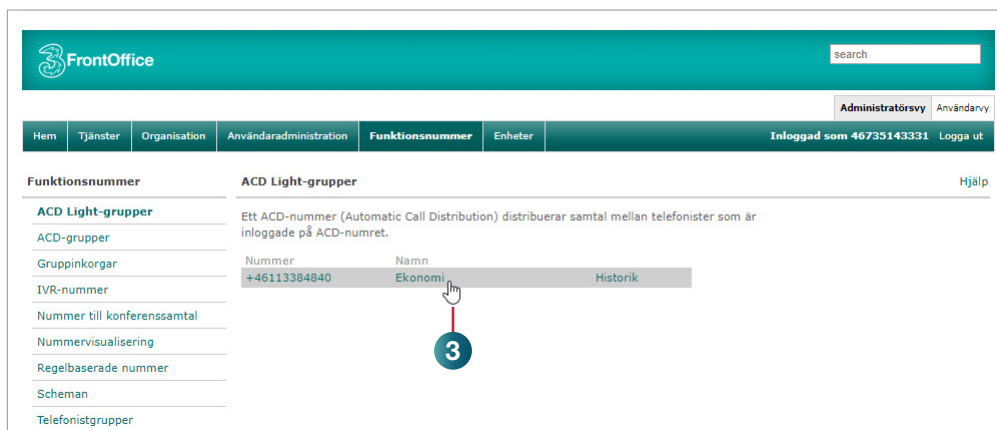 3FrontOffice
search
Administratörsvy Användarvy
Hem Tjänster Organisation Användaradministration Funktionsnummer Enheter Inloggad som 46735143331 Logga ut
Funktionsnummer
ACD Light-grupper
ACD-grupper
Gruppinkorgar
IVR-nummer
Nummer till konferenssamtal
Nummervisualisering
Regelbaserade nummer
Scheman
Telefonistgrupper
ACD Light-grupper Hjälp
Ett ACD-nummer (Automatic Call Distribution) distribuerar samtal mellan telefonister som är
inloggade på ACD-numret.
Nummer Namn
+46113384840 Ekonomi Historik
3